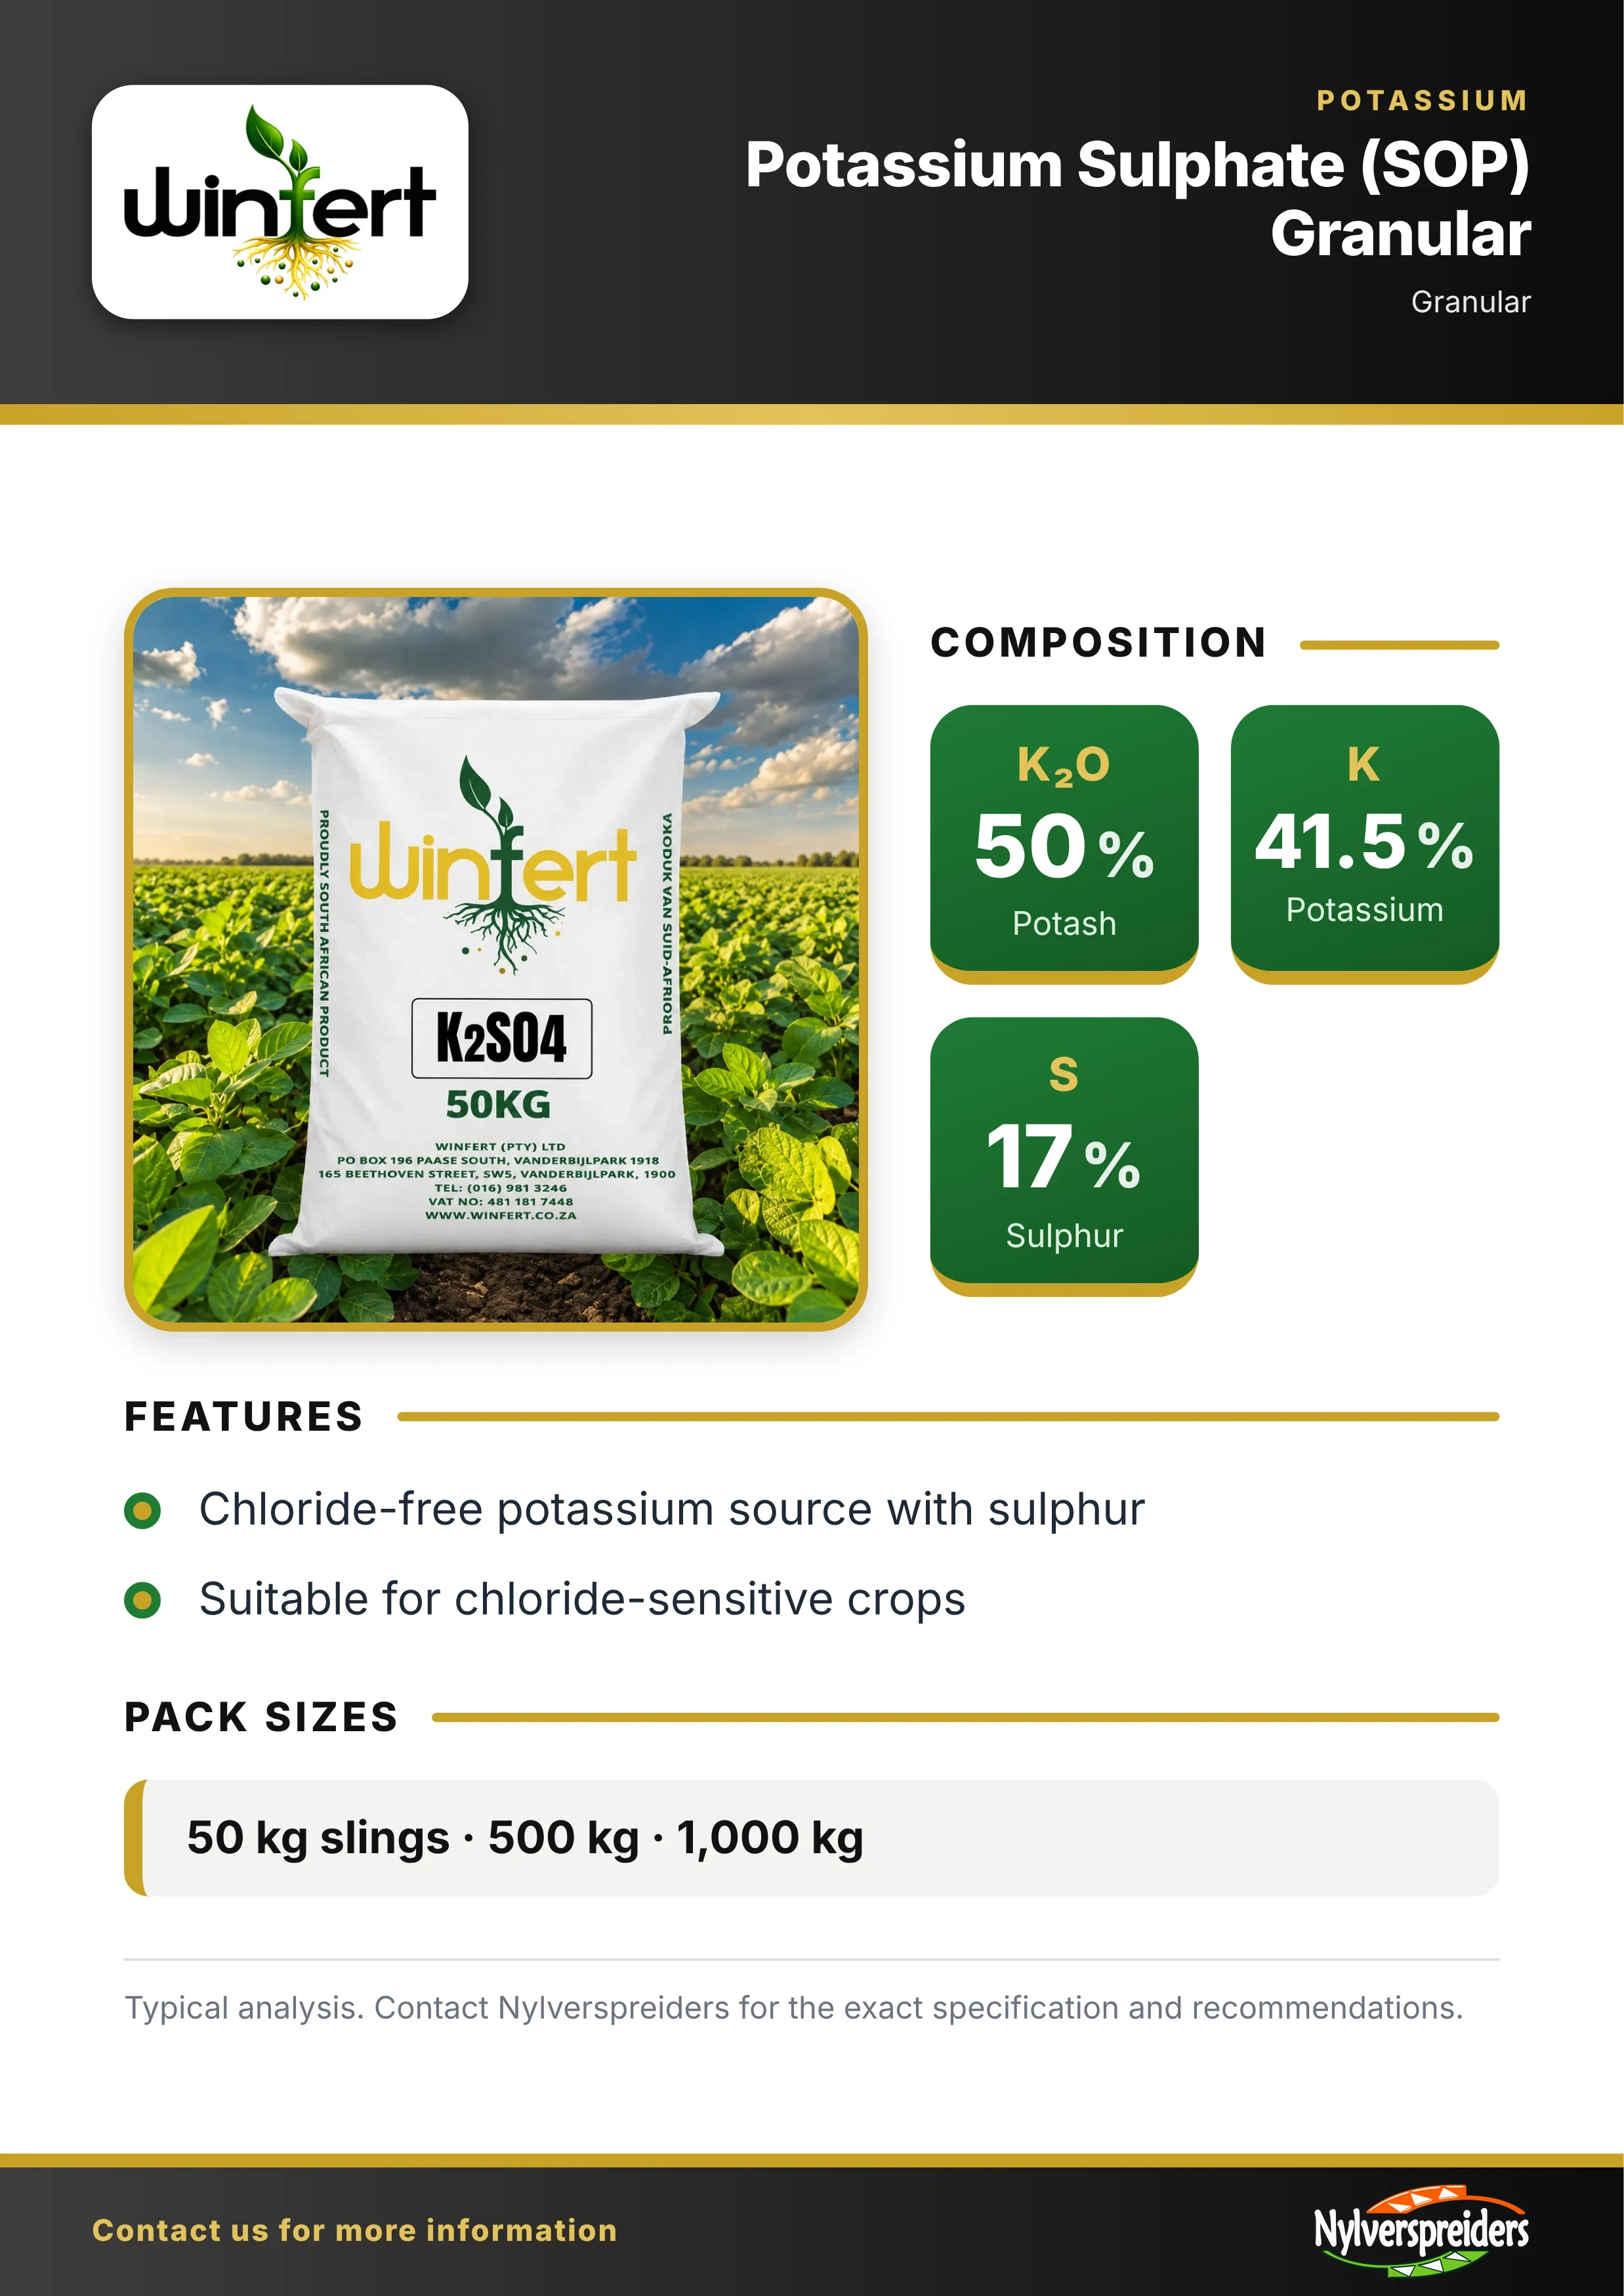 winfert
POTASSIUM
Potassium Sulphate (SOP)
Granular
Granular
PROUDLY SOUTH AFRICAN PRODUCT
winfert
PRODUK VAN SUID-AFRIKA
K2SO4
50KG
WINFERT (PTY) LTD
PO BOX 196 PAASE SOUTH, VANDERBIJLPARK 1918
165 BEETHOVEN STREET, SW5, VANDERBIJLPARK, 1900
TEL: (016) 981 3246
VAT NO: 481 181 7448
WWW.WINFERT.CO.ZA
COMPOSITION
K₂O
50%
Potash
K
41.5%
Potassium
S
17%
Sulphur
FEATURES
Chloride-free potassium source with sulphur
Suitable for chloride-sensitive crops
PACK SIZES
50 kg slings · 500 kg · 1,000 kg
Typical analysis. Contact Nylverspreiders for the exact specification and recommendations.
Contact us for more information
Nylverspreiders